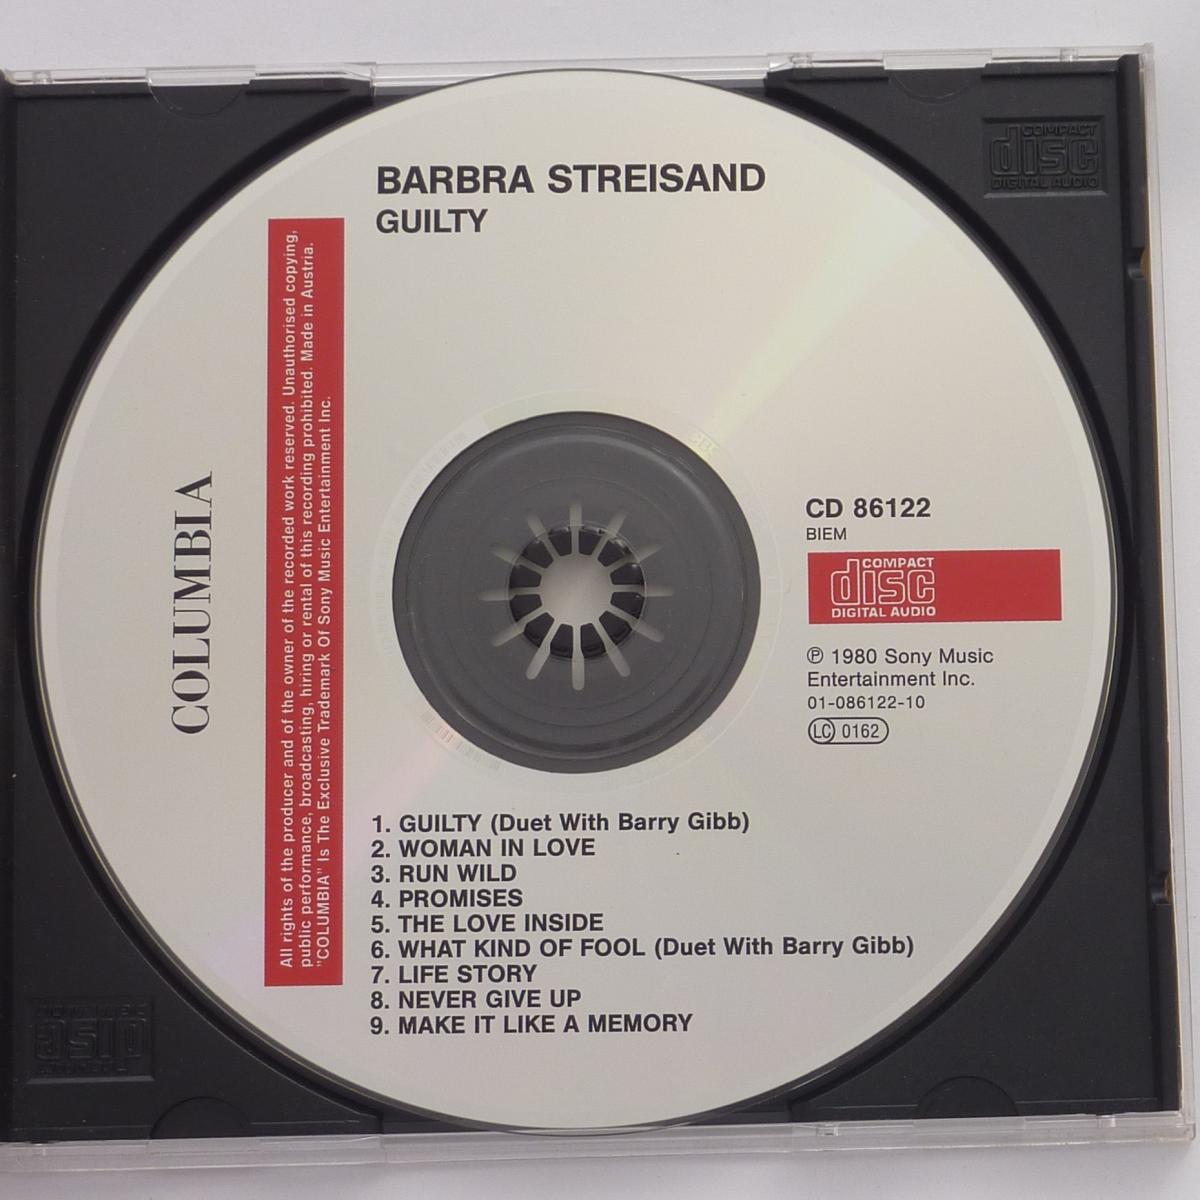 BARBRA STREISAND
GUILTY
COLUMBIA
All rights of the producer and of the owner of the recorded work reserved. Unauthorised copying,
public performance, broadcasting, hiring or rental of this recording prohibited. Made in Austria.
"COLUMBIA" Is The Exclusive Trademark Of Sony Music Entertainment Inc.
COMPACT
disc
DIGITAL AUDIO
CD 86122
BIEM
COMPACT
disc
DIGITAL AUDIO
℗ 1980 Sony Music
Entertainment Inc.
01-086122-10
LC 0162
1. GUILTY (Duet With Barry Gibb)
2. WOMAN IN LOVE
3. RUN WILD
4. PROMISES
5. THE LOVE INSIDE
6. WHAT KIND OF FOOL (Duet With Barry Gibb)
7. LIFE STORY
8. NEVER GIVE UP
9. MAKE IT LIKE A MEMORY
COMPACT
disc
DIGITAL AUDIO